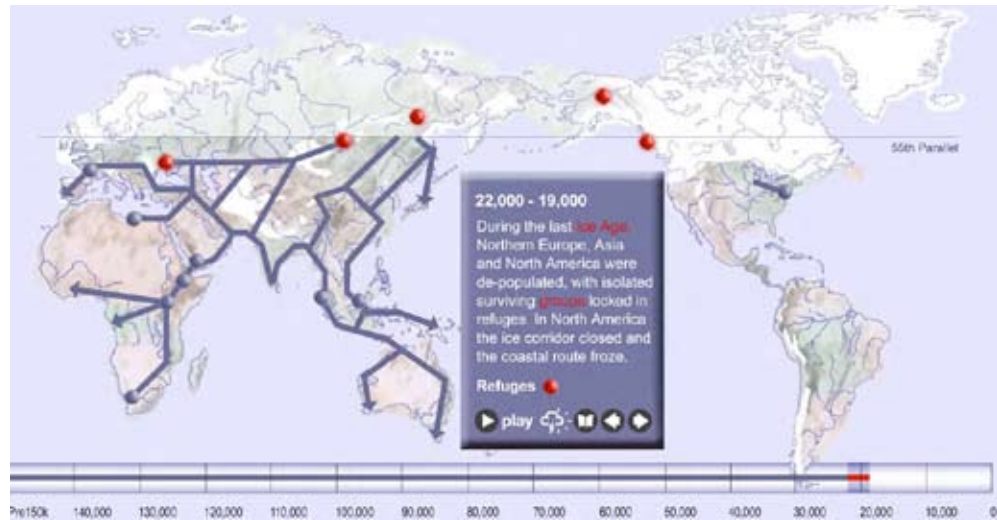 55th Parallel
22,000 - 19,000
During the last Ice Age,
Northern Europe, Asia
and North America were
de-populated, with isolated
surviving groups locked in
refuges. In North America
the ice corridor closed and
the coastal route froze.
Refuges
play
Pre150k 140,000 130,000 110,000 100,000 90,000 80,000 70,000 60,000 50,000 40,000 30,000 20,000 10,000 0